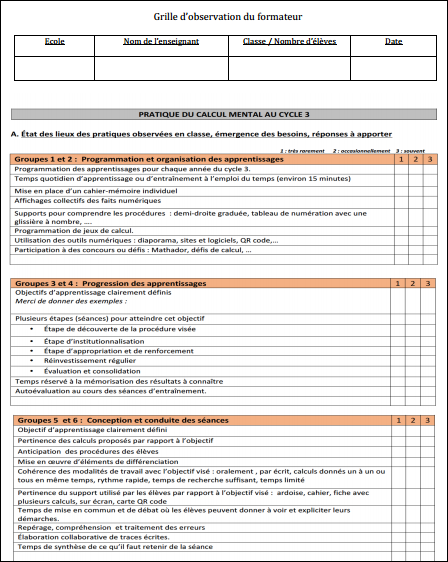 Grille d'observation du formateur
Ecole Nom de l'enseignant Classe / Nombre d'élèves Date
PRATIQUE DU CALCUL MENTAL AU CYCLE 3
A. État des lieux des pratiques observées en classe, émergence des besoins, réponses à apporter
1 : très rarement 2 : occasionnellement 3 : souvent
Groupes 1 et 2 : Programmation et organisation des apprentissages 1 2 3
Programmation des apprentissages pour chaque année du cycle 3.
Temps quotidien d'apprentissage ou d'entraînement à l'emploi du temps (environ 15 minutes)
Mise en place d'un cahier-mémoire individuel
Affichages collectifs des faits numériques
Supports pour comprendre les procédures : demi-droite graduée, tableau de numération avec une
glissière à nombre, ....
Programmation de jeux de calcul.
Utilisation des outils numériques : diaporama, sites et logiciels, QR code,...
Participation à des concours ou défis : Mathador, défis de calcul, ...
Groupes 3 et 4 : Progression des apprentissages 1 2 3
Objectifs d'apprentissage clairement définis
Merci de donner des exemples :
Plusieurs étapes (séances) pour atteindre cet objectif
• Étape de découverte de la procédure visée
• Étape d'institutionnalisation
• Étape d'appropriation et de renforcement
• Réinvestissement régulier
• Évaluation et consolidation
Temps réservé à la mémorisation des résultats à connaître
Autoévaluation au cours des séances d'entraînement.
Groupes 5 et 6 : Conception et conduite des séances 1 2 3
Objectif d'apprentissage clairement défini
Pertinence des calculs proposés par rapport à l'objectif
Anticipation des procédures des élèves
Mise en œuvre d'éléments de différenciation
Cohérence des modalités de travail avec l'objectif visé : oralement , par écrit, calculs donnés un à un ou
tous en même temps, rythme rapide, temps de recherche suffisant, temps limité
Pertinence du support utilisé par les élèves par rapport à l'objectif visé : ardoise, cahier, fiche avec
plusieurs calculs, sur écran, carte QR code
Temps de mise en commun et de débat où les élèves peuvent donner à voir et expliciter leurs
démarches.
Repérage, compréhension et traitement des erreurs
Élaboration collaborative de traces écrites.
Temps de synthèse de ce qu'il faut retenir de la séance